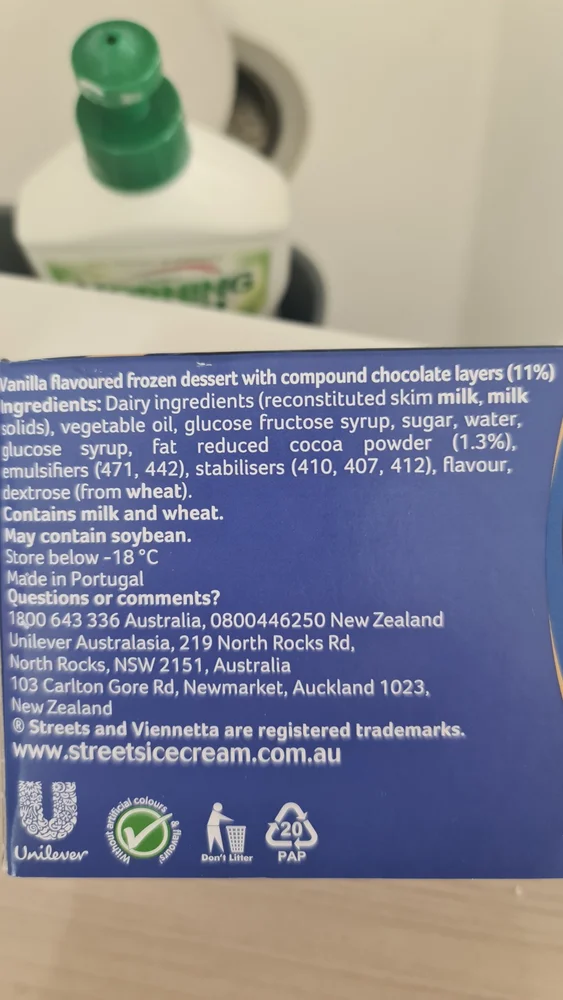 Vanilla flavoured frozen dessert with compound chocolate layers (11%)
Ingredients: Dairy ingredients (reconstituted skim milk, milk
solids), vegetable oil, glucose fructose syrup, sugar, water,
glucose syrup, fat reduced cocoa powder (1.3%),
emulsifiers (471, 442), stabilisers (410, 407, 412), flavour,
dextrose (from wheat).
Contains milk and wheat.
May contain soybean.
Store below -18 °C
Made in Portugal
Questions or comments?
1800 643 336 Australia, 0800446250 New Zealand
Unilever Australasia, 219 North Rocks Rd,
North Rocks, NSW 2151, Australia
103 Carlton Gore Rd, Newmarket, Auckland 1023,
New Zealand
® Streets and Viennetta are registered trademarks.
www.streetsicecream.com.au
Unilever
Without artificial colours & flavours
Don't Litter
20
PAP